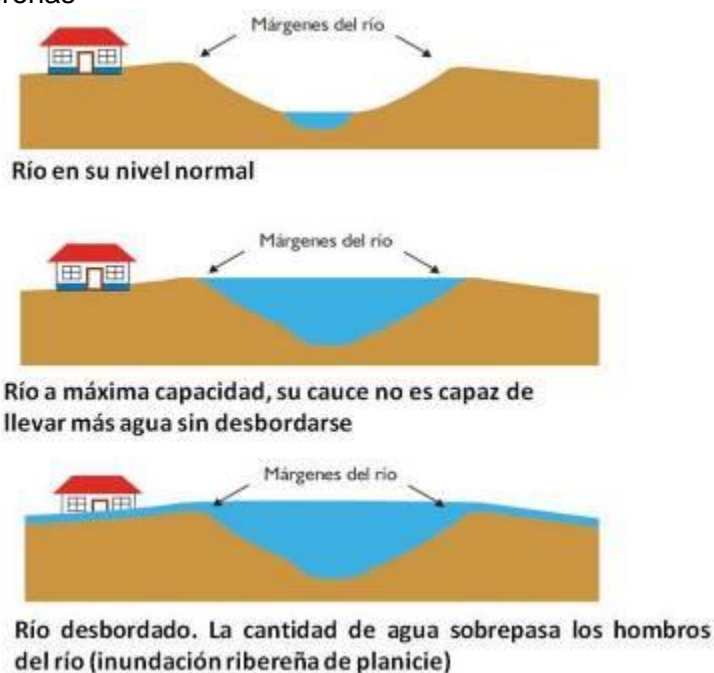 Márgenes del río
Río en su nivel normal
Márgenes del río
Río a máxima capacidad, su cauce no es capaz de
llevar más agua sin desbordarse
Márgenes del río
Río desbordado. La cantidad de agua sobrepasa los hombros
del río (inundación ribereña de planicie)